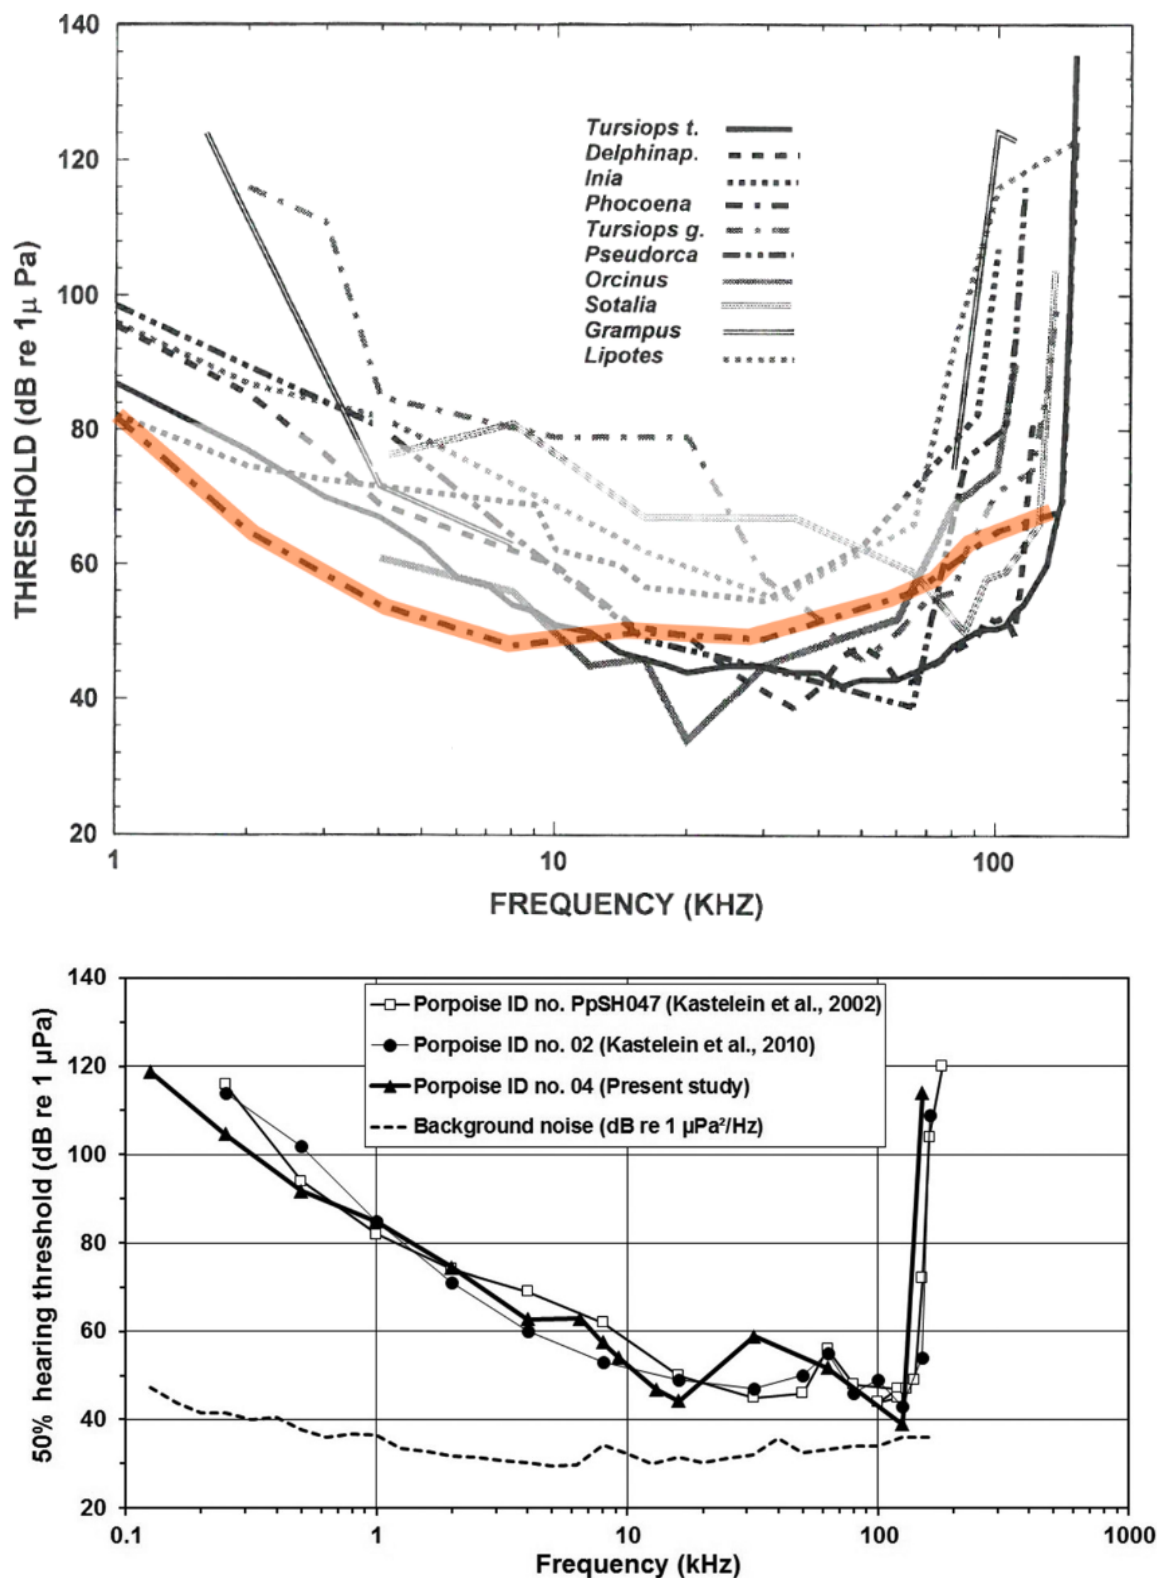 140
120
100
80
60
40
20
THRESHOLD (dB re 1μ Pa)
Tursiops t.
Delphinap.
Inia
Phocoena
Tursiops g.
Pseudorca
Orcinus
Sotalia
Grampus
Lipotes
1 10 100
FREQUENCY (KHZ)
140
120
100
80
60
40
20
50% hearing threshold (dB re 1 µPa)
Porpoise ID no. PpSH047 (Kastelein et al., 2002)
Porpoise ID no. 02 (Kastelein et al., 2010)
Porpoise ID no. 04 (Present study)
Background noise (dB re 1 µPa²/Hz)
0.1 1 10 100 1000
Frequency (kHz)